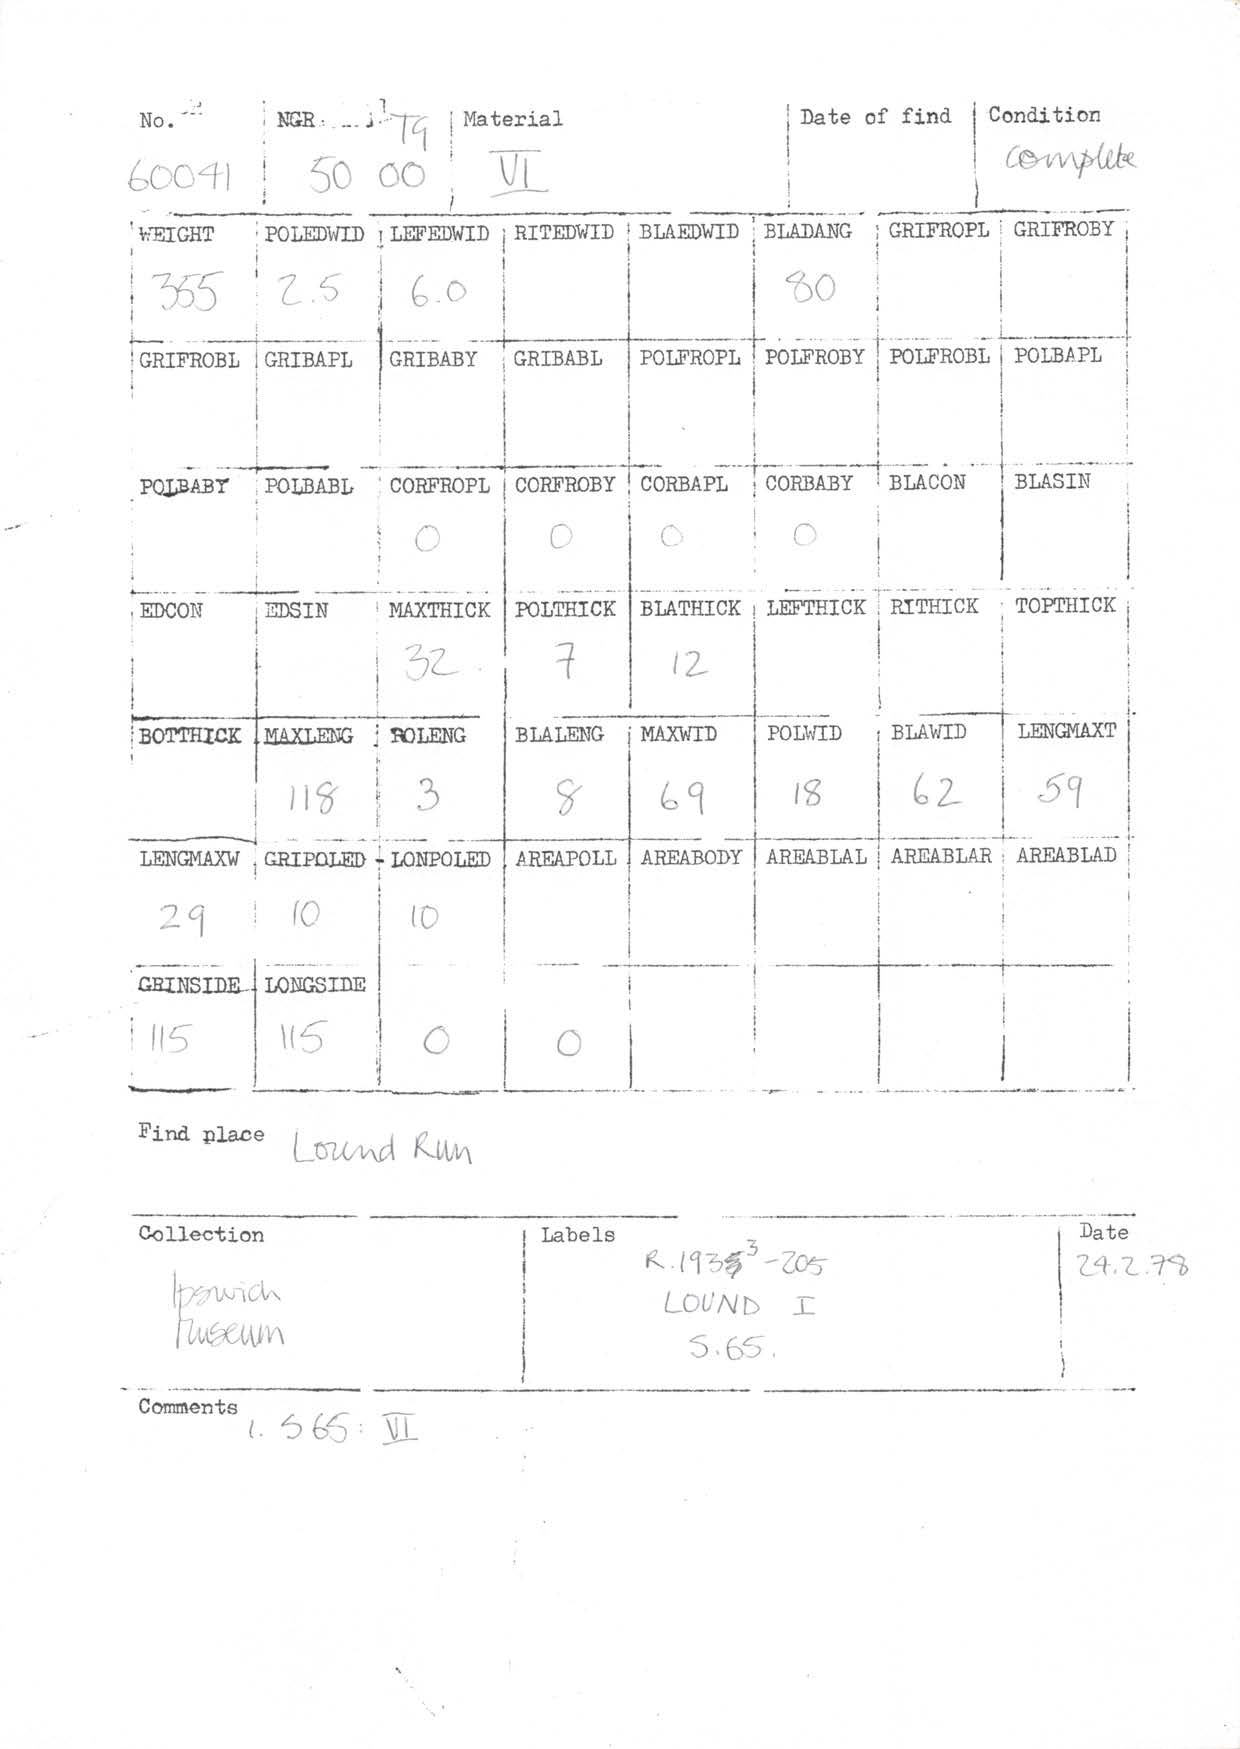 No. NGR TG Material Date of find Condition
60041 50 00 VI complete
WEIGHT POLEDWID LEFEDWID RITEDWID BLAEDWID BLADANG GRIFROPL GRIFROBY
355 2.5 6.0 80
GRIFROBL GRIBAPL GRIBABY GRIBABL POLFROPL POLFROBY POLFROBL POLBAPL
POLBABY POLBABL CORFROPL CORFROBY CORBAPL CORBABY BLACON BLASIN
0 0 0 0
EDCON EDSIN MAXTHICK POLTHICK BLATHICK LEFTHICK RITHICK TOPTHICK
32 7 12
BOTTHICK MAXLENG POLENG BLALENG MAXWID POLWID BLAWID LENGMAXT
118 3 8 69 18 62 59
LENGMAXW GRIPOLED LONPOLED AREAPOLL AREABODY AREABLAL AREABLAR AREABLAD
29 10 10
GRINSIDE LONGSIDE
115 115 0 0
Find place Lound Run
Collection Labels Date
Ipswich Museum
R.1933-205
LOUND I
S.65.
24.2.78
Comments
1. S65: VI